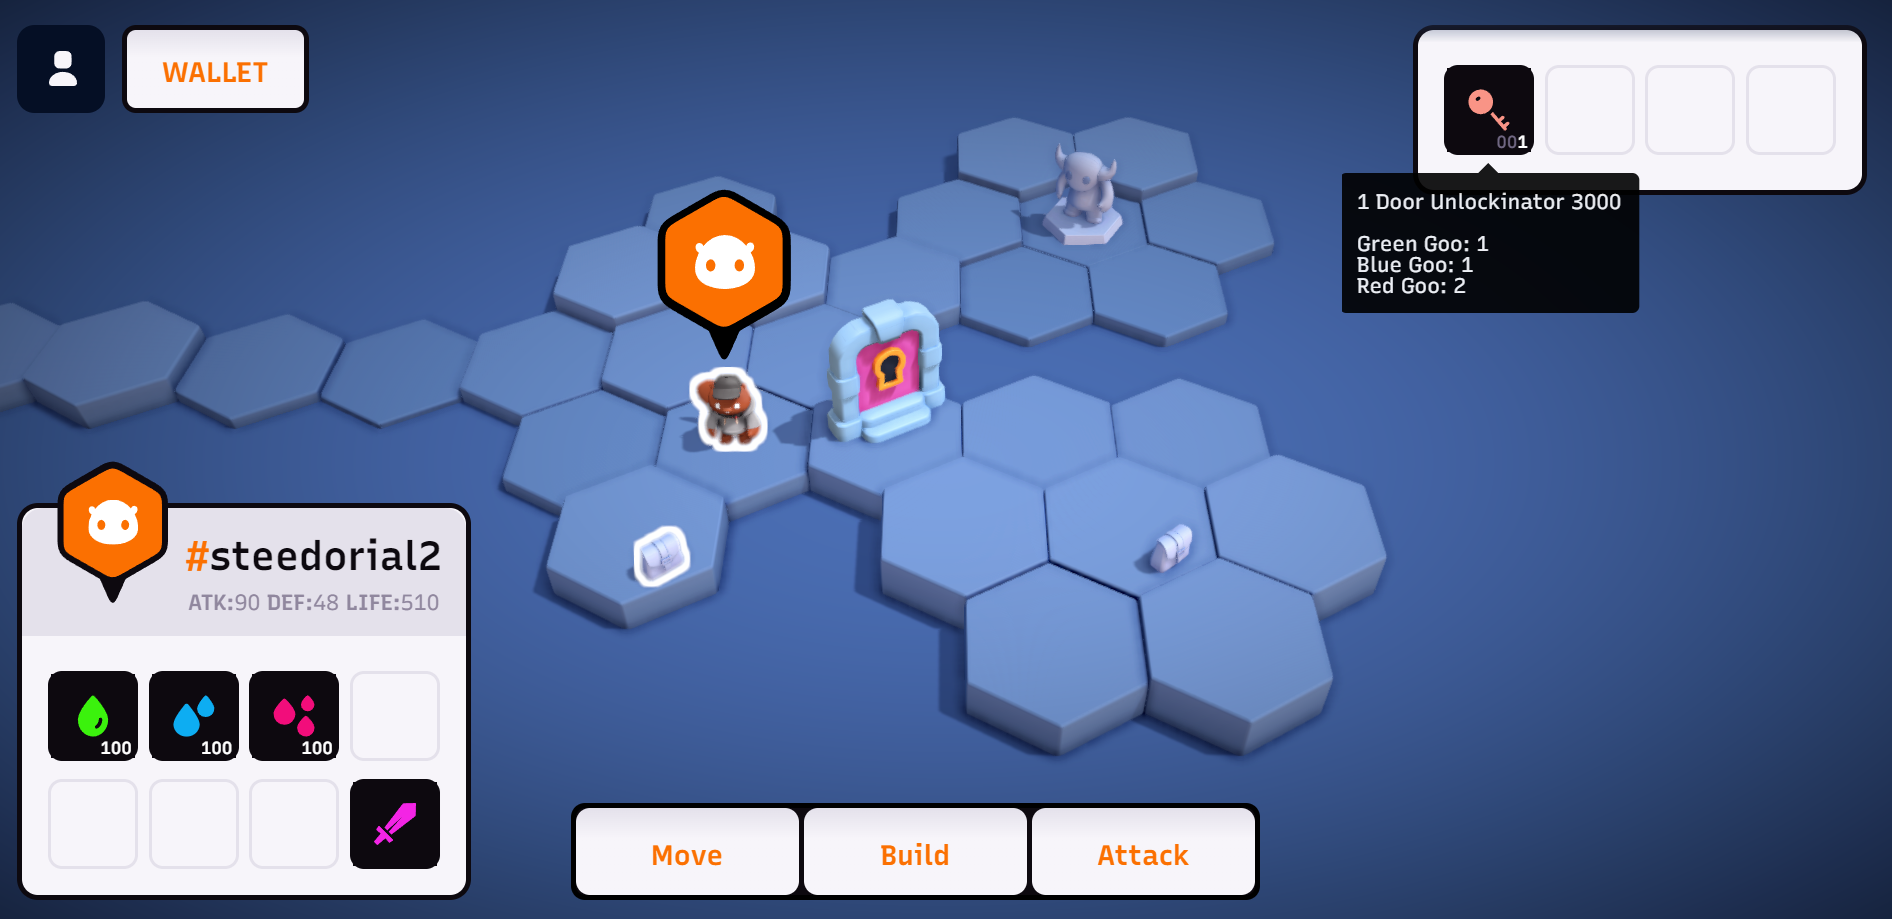 WALLET
001
1 Door Unlockinator 3000
Green Goo: 1
Blue Goo: 1
Red Goo: 2
#steedorial2
ATK:90 DEF:48 LIFE:510
100 100 100
Move Build Attack